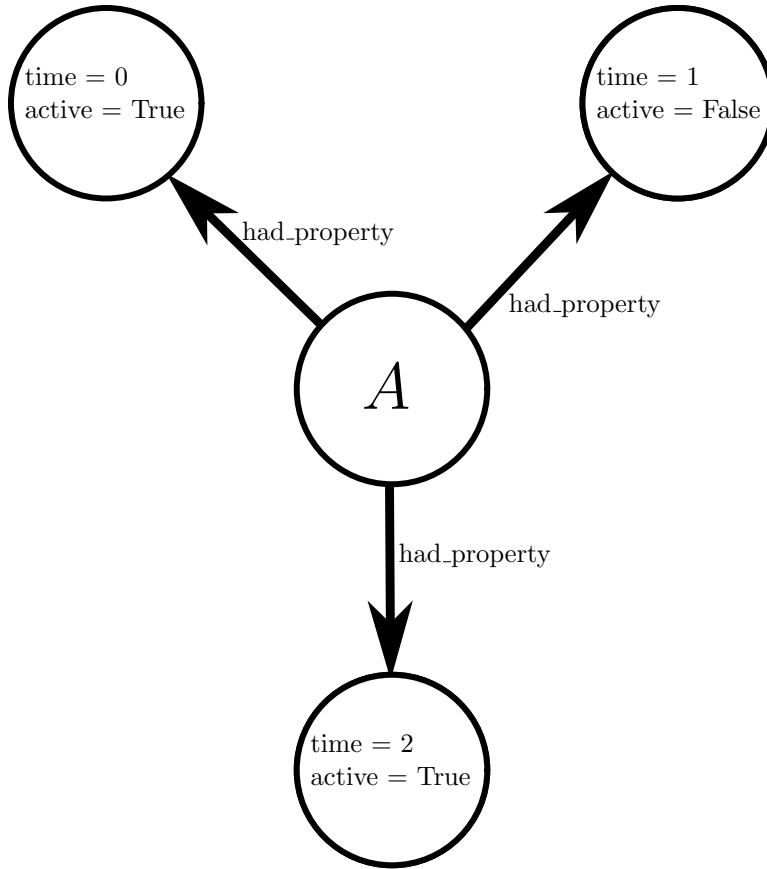 time = 0
active = True
time = 1
active = False
had_property
had_property
A
had_property
time = 2
active = True